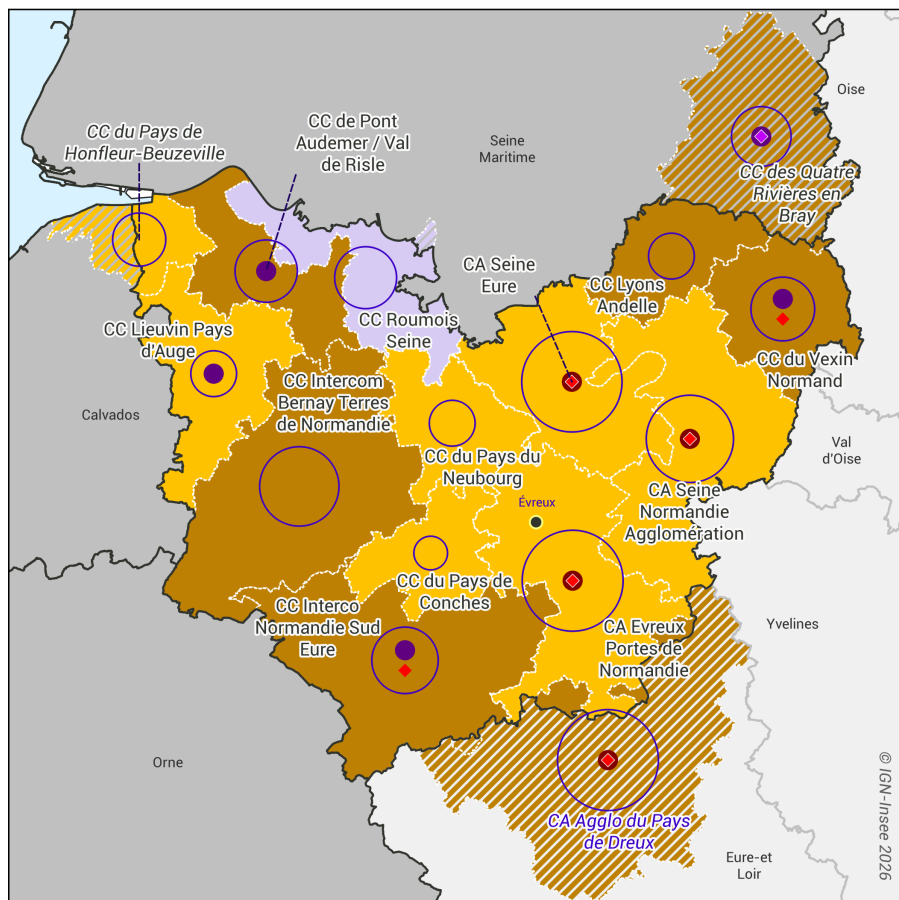 Oise
CC de Pont
Audemer / Val
de Risle
CC du Pays de
Honfleur-Beuzeville
Seine
Maritime
CC des Quatre
Rivières en
Bray
CA Seine
Eure
CC Lyons
Andelle
CC Roumois
Seine
CC Lieuvin Pays
d'Auge
CC du Vexin
Normand
CC Intercom
Bernay Terres
de Normandie
Calvados
Val
d'Oise
CC du Pays du
Neubourg
CA Seine
Normandie
Agglomération
Évreux
CC du Pays de
Conches
CC Interco
Normandie Sud
Eure
CA Evreux
Portes de
Normandie
Yvelines
Orne
CA Agglo du Pays
de Dreux
Eure-et
Loir
© IGN-Insee 2026